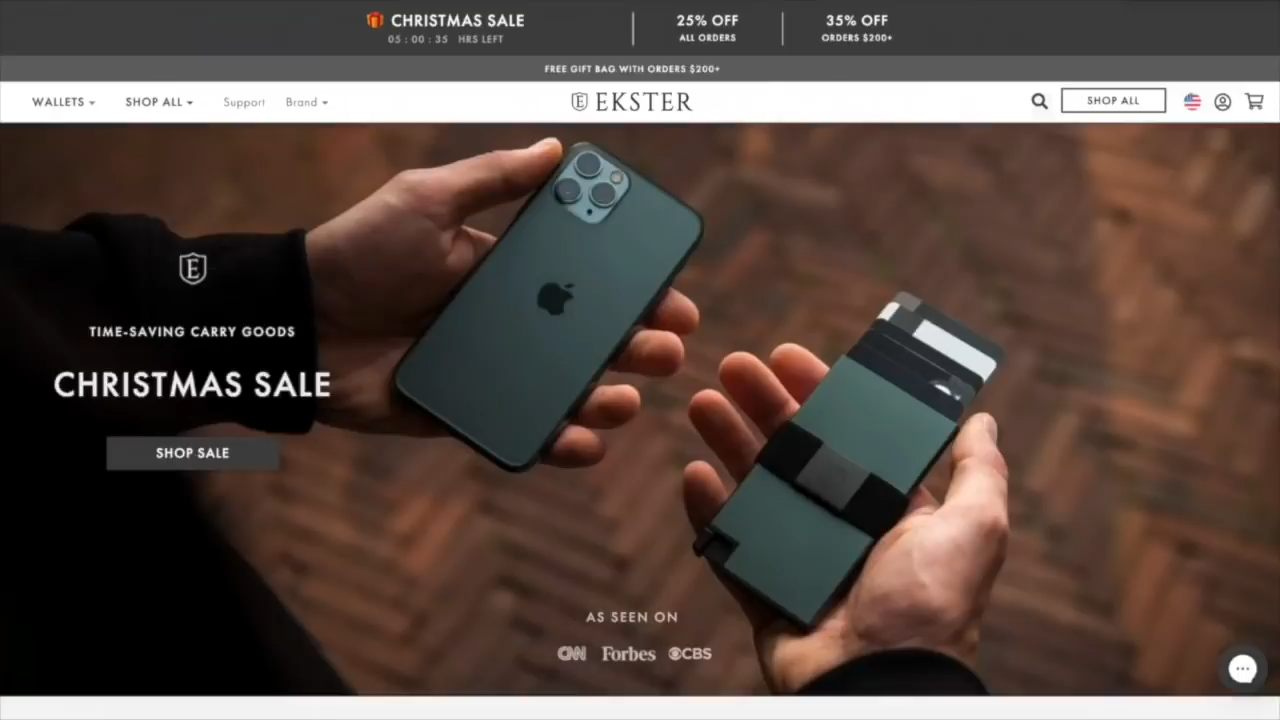 CHRISTMAS SALE
05 : 00 : 35 HRS LEFT
25% OFF
ALL ORDERS
35% OFF
ORDERS $200+
FREE GIFT BAG WITH ORDERS $200+
WALLETS SHOP ALL Support Brand
E EKSTER
SHOP ALL
E
TIME-SAVING CARRY GOODS
CHRISTMAS SALE
SHOP SALE
AS SEEN ON
CNN Forbes CBS